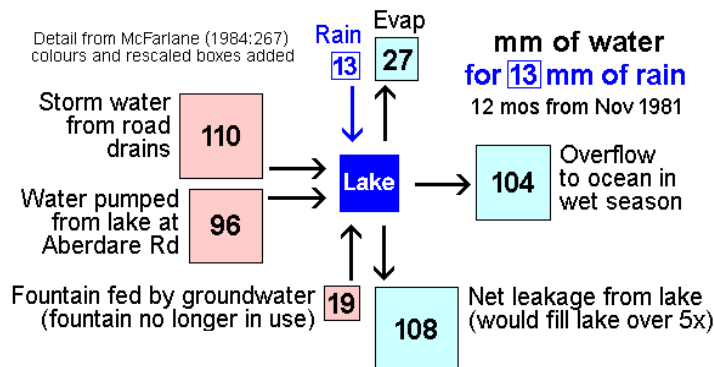 Detail from McFarlane (1984:267)
colours and rescaled boxes added
Rain
13
Evap
27
mm of water
for 13 mm of rain
12 mos from Nov 1981
Storm water
from road
drains
110
Water pumped
from lake at
Aberdare Rd
96
Lake
104
Overflow
to ocean in
wet season
Fountain fed by groundwater
(fountain no longer in use)
19
108
Net leakage from lake
(would fill lake over 5x)